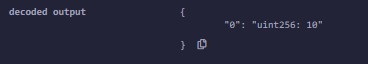 decoded output {
"0": "uint256: 10"
}